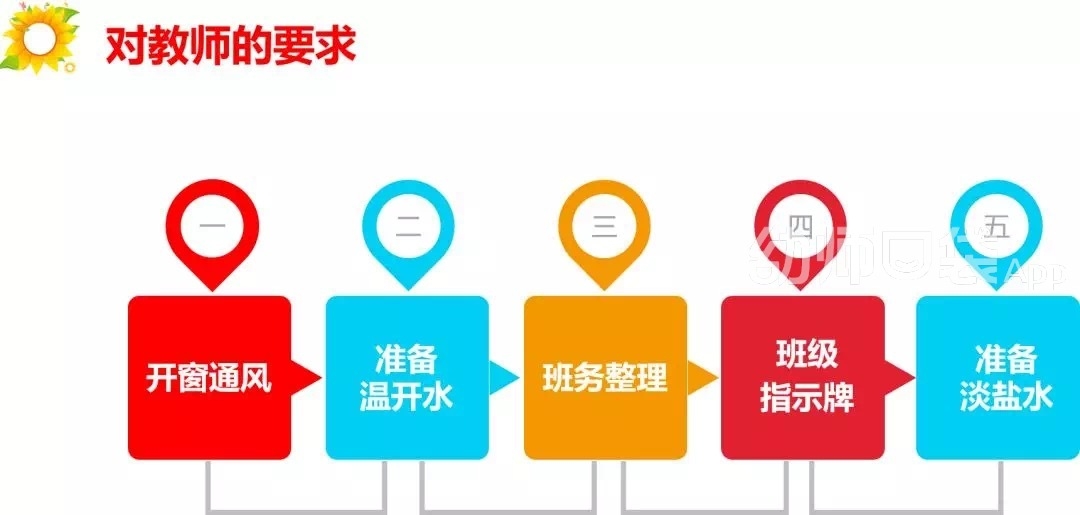 对教师的要求
一
二
三
四
五
幼师口袋App
开窗通风
准备
温开水
班务整理
班级
指示牌
准备
淡盐水